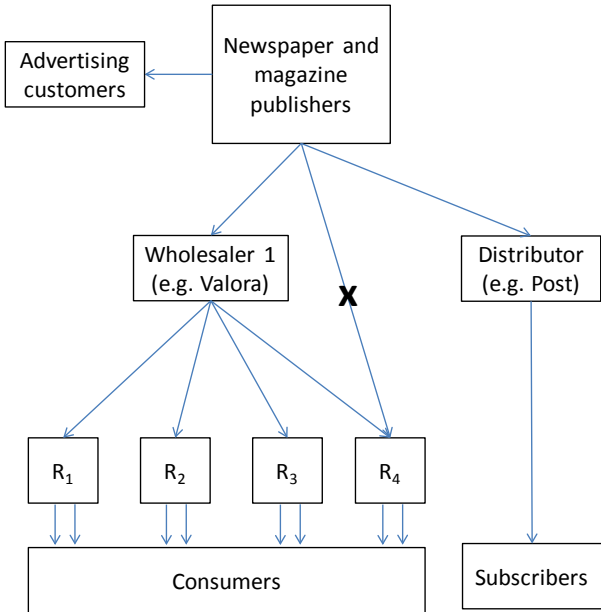 Newspaper and
magazine
publishers
Advertising
customers
Wholesaler 1
(e.g. Valora)
Distributor
(e.g. Post)
X
R₁
R₂
R₃
R₄
Consumers
Subscribers